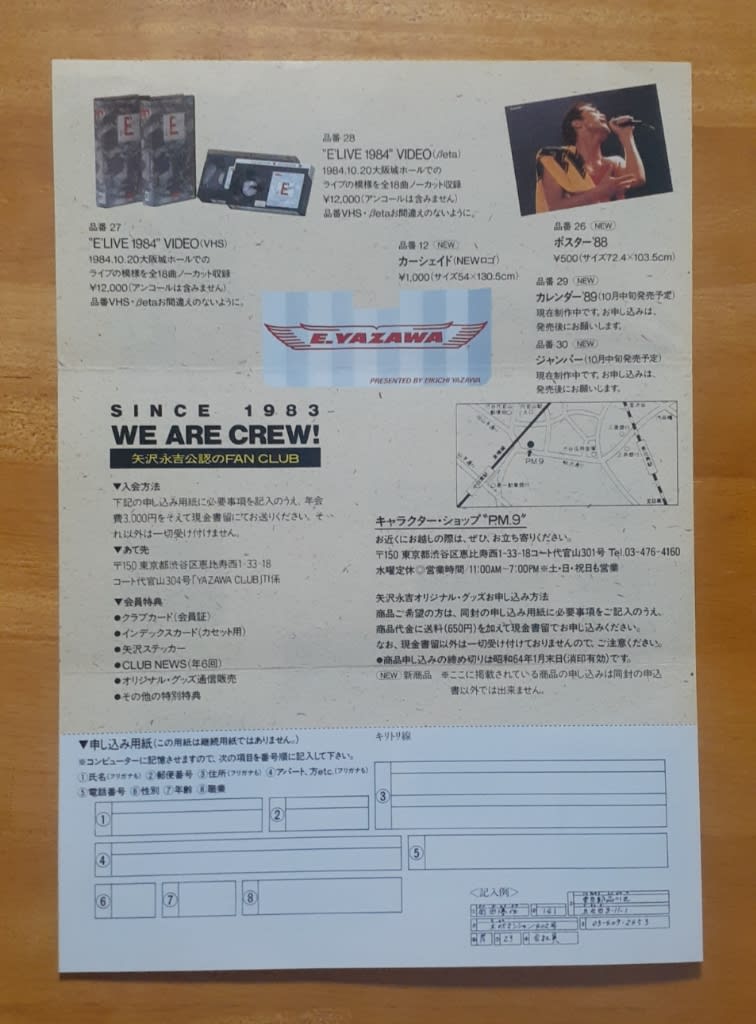 品番 28
"E'LIVE 1984" VIDEO(βeta)
1984.10.20大阪城ホールでの
ライブの模様を全18曲ノーカット収録
¥12,000(アンコールは含みません)
品番VHS・βetaお間違えのないように。
品番 27
"E'LIVE 1984" VIDEO(VHS)
1984.10.20大阪城ホールでの
ライブの模様を全18曲ノーカット収録
¥12,000(アンコールは含みません)
品番VHS・βetaお間違えのないように。
品番 12 NEW
カーシェイド(NEWロゴ)
¥1,000(サイズ54×130.5cm)
品番 26 NEW
ポスター'88
¥500(サイズ72.4×103.5cm)
品番 29 NEW
カレンダー'89(10月中旬発売予定)
現在制作中です。お申し込みは、
発売後にお願いします。
品番 30 NEW
ジャンパー(10月中旬発売予定)
現在制作中です。お申し込みは、
発売後にお願いします。
E
E
E.YAZAWA
PRESENTED BY EIKICHI YAZAWA
SINCE 1983
WE ARE CREW!
矢沢永吉公認のFAN CLUB
▼入会方法
下記の申し込み用紙に必要事項を記入のうえ、年会
費3,000円をそえて現金書留にてお送りください。そ
れ以外は一切受け付けません。
▼あて先
〒150 東京都渋谷区恵比寿西1-33-18
コート代官山304号「YAZAWA CLUB」T1係
▼会員特典
●クラブカード(会員証)
●インデックスカード(カセット用)
●矢沢ステッカー
●CLUB NEWS(年6回)
●オリジナル・グッズ通信販売
●その他の特別特典
PM.9
キャラクター・ショップ"PM.9"
お近くにお越しの際は、ぜひ、お立ち寄りください。
〒150 東京都渋谷区恵比寿西1-33-18コート代官山301号 Tel.03-476-4160
水曜定休◎営業時間/11:00AM~7:00PM※土・日・祝日も営業
矢沢永吉オリジナル・グッズお申し込み方法
商品ご希望の方は、同封の申し込み用紙に必要事項をご記入のうえ、
商品代金に送料(650円)を加えて現金書留でお申し込みください。
なお、現金書留以外は一切受け付けておりませんので、ご注意ください。
●商品申し込みの締め切りは昭和64年1月末日(消印有効)です。
NEW 新商品 ※ここに掲載されている商品の申し込みは同封の申込
書以外では出来ません。
キリトリ線
▼申し込み用紙(この用紙は継続用紙ではありません。)
※コンピューターに記憶させますので、次の項目を番号順に記入して下さい。
①氏名(フリガナも) ②郵便番号 ③住所(フリガナも) ④アパート、方etc.(フリガナも)
⑤電話番号 ⑥性別 ⑦年齢 ⑧職業
①
②
③
④
⑤
⑥
⑦
⑧
〈記入例〉
141
男
23
会社員